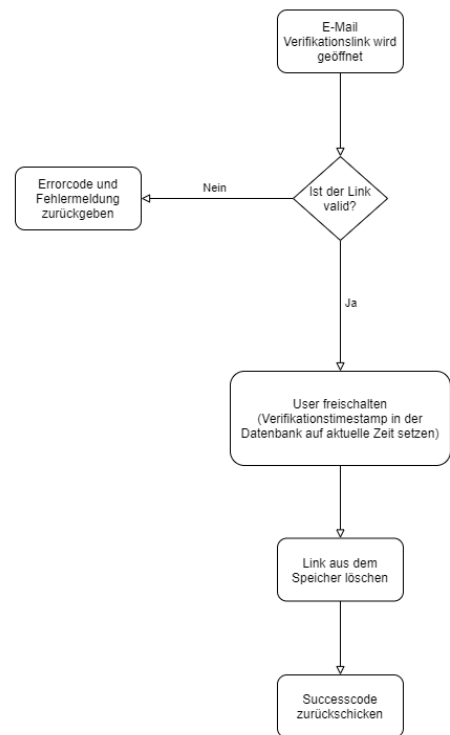 E-Mail
Verifikationslink wird
geöffnet
Ist der Link
valid?
Nein
Errorcode und
Fehlermeldung
zurückgeben
Ja
User freischalten
(Verifikationstimestamp in der
Datenbank auf aktuelle Zeit setzen)
Link aus dem
Speicher löschen
Successcode
zurückschicken